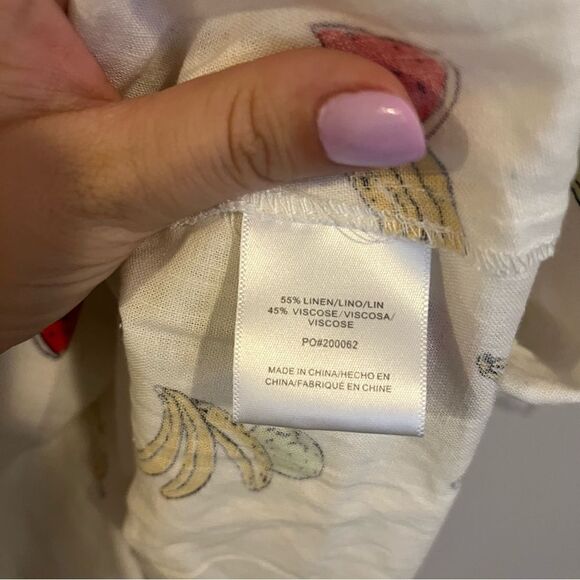 55% LINEN/LINO/LIN
45% VISCOSE/VISCOSA/
VISCOSE
PO#200062
MADE IN CHINA/HECHO EN
CHINA/FABRIQUÉ EN CHINE